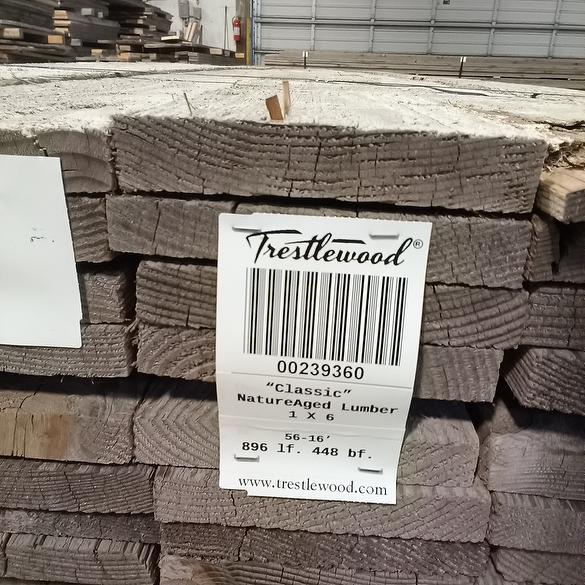 Trestlewood®
00239360
"Classic"
NatureAged Lumber
1 X 6
56-16'
896 lf. 448 bf.
www.trestlewood.com